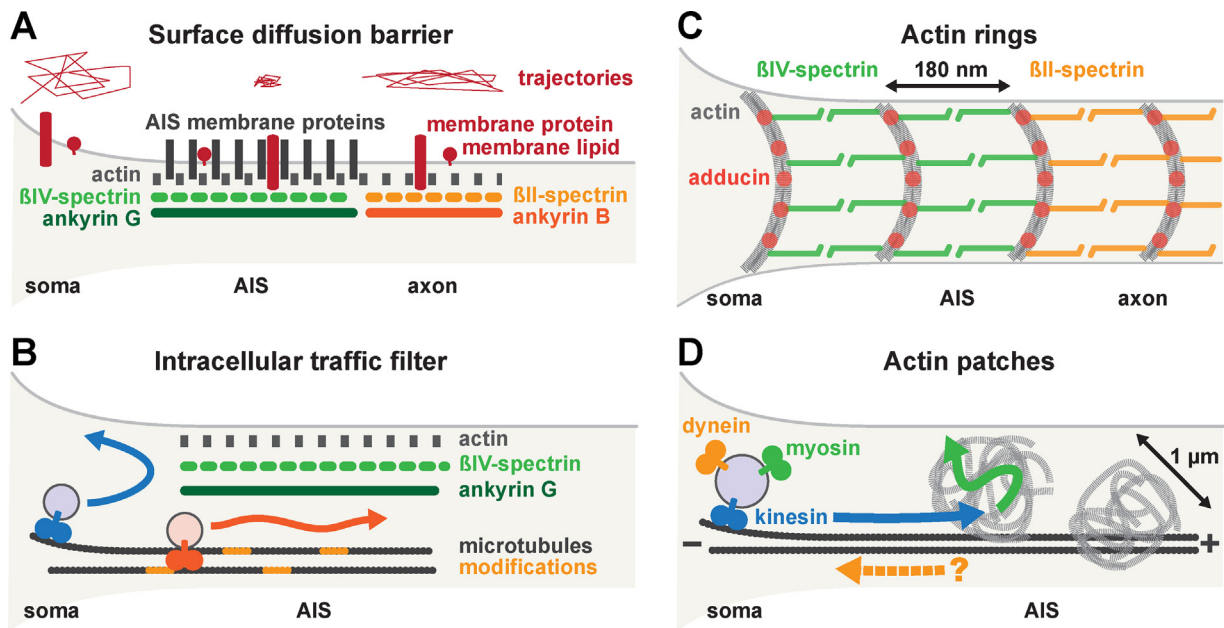 A
Surface diffusion barrier
trajectories
AIS membrane proteins
membrane protein
membrane lipid
actin
ßIV-spectrin
ankyrin G
ßII-spectrin
ankyrin B
soma
AIS
axon
B
Intracellular traffic filter
actin
ßIV-spectrin
ankyrin G
microtubules
modifications
soma
AIS
C
Actin rings
ßIV-spectrin
180 nm
ßII-spectrin
actin
adducin
soma
AIS
axon
D
Actin patches
dynein
myosin
1 µm
kinesin
–
+
?
soma
AIS